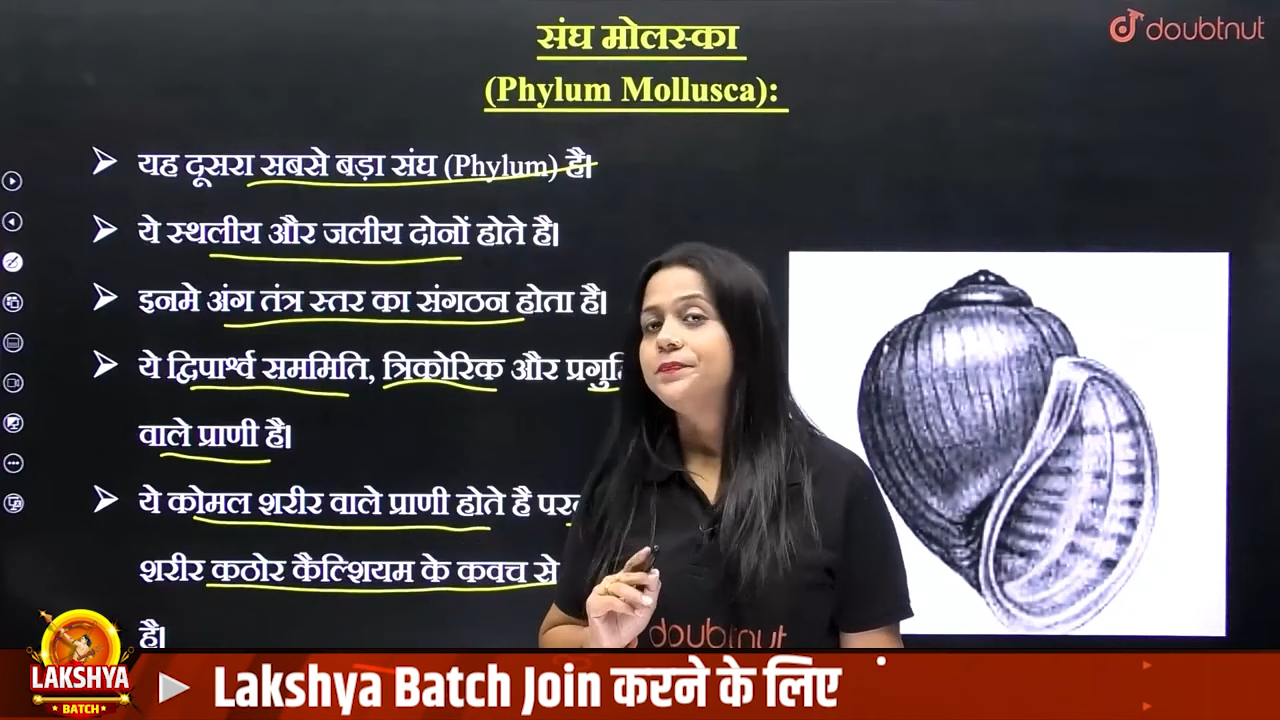 संघ मोलस्का
(Phylum Mollusca):
doubtnut
यह दूसरा सबसे बड़ा संघ (Phylum) है।
ये स्थलीय और जलीय दोनों होते है।
इनमे अंग तंत्र स्तर का संगठन होता है।
ये द्विपार्श्व सममिति, त्रिकोरिक और
वाले प्राणी है।
ये कोमल शरीर वाले प्राणी होते है
शरीर कठोर कैल्शियम के कवच से
है।
doubtnut
LAKSHYA
BATCH
Lakshya Batch Join करने के लिए